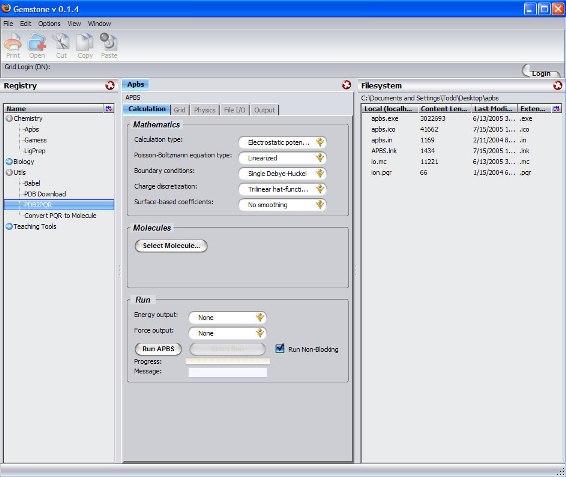 Gemstone v 0.1.4
File Edit Options View Window
Print Open Cut Copy Paste
Grid Login (DN):
Login
Registry
Name
Chemistry
Apbs
Gamess
LigPrep
Biology
Utils
Babel
PDB Download
PDB2PQR
Convert PQR to Molecule
Teaching Tools
Apbs
APBS
Calculation Grid Physics File I/O Output
Mathematics
Calculation type: Electrostatic poten...
Poisson-Boltzmann equation type: Linearized
Boundary conditions: Single Debye-Huckel
Charge discretization: Trilinear hat-functi...
Surface-based coefficients: No smoothing
Molecules
Select Molecule...
Run
Energy output: None
Force output: None
Run APBS Run Non-Blocking
Progress:
Message:
Filesystem
C:\Documents and Settings\Todd\Desktop\apbs
Local (localh... Content Len... Last Modi... Exten...
apbs.exe 3022693 6/13/2005 3... .exe
apbs.ico 41662 7/15/2005 1... .ico
apbs.in 1169 2/11/2004 8... .in
APBS.lnk 1434 7/15/2005 1... .lnk
io.mc 11221 6/13/2005 3... .mc
ion.pqr 66 1/15/2004 1... .pqr